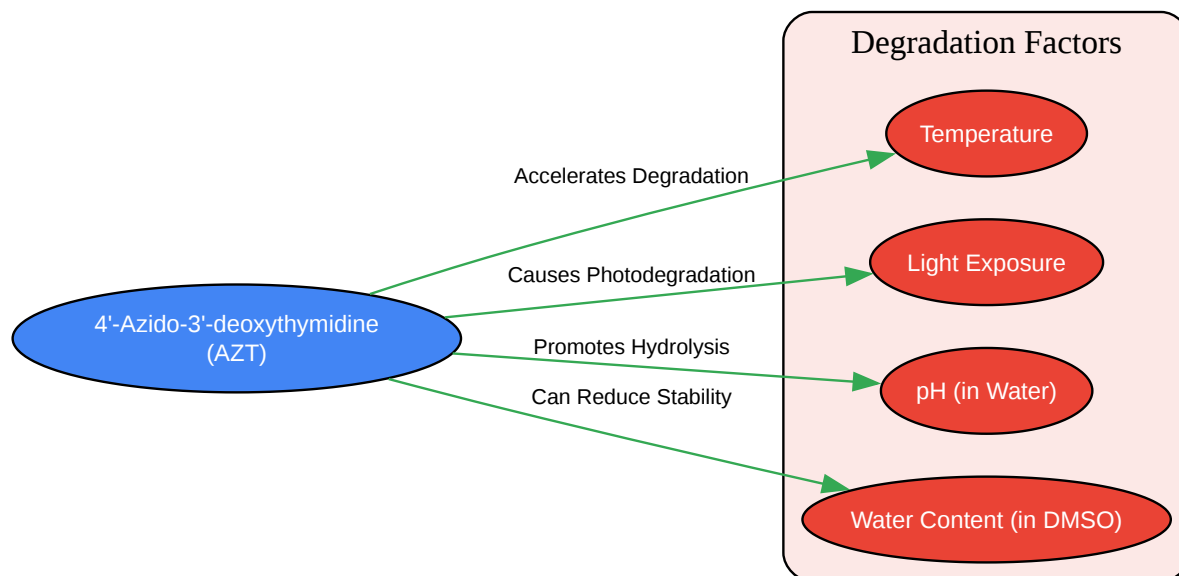 Degradation Factors
Temperature
Accelerates Degradation
Light Exposure
Causes Photodegradation
4'-Azido-3'-deoxythymidine
(AZT)
Promotes Hydrolysis
pH (in Water)
Can Reduce Stability
Water Content (in DMSO)